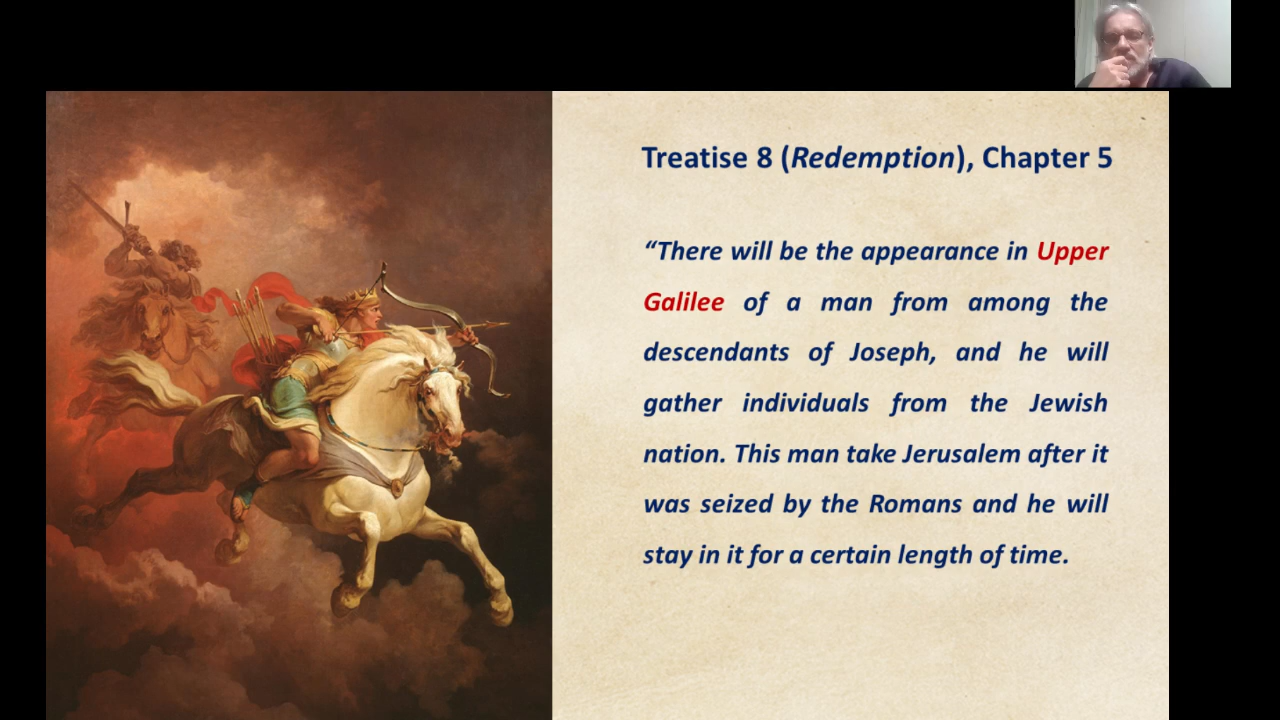 Treatise 8 (Redemption), Chapter 5
“There will be the appearance in Upper
Galilee of a man from among the
descendants of Joseph, and he will
gather individuals from the Jewish
nation. This man take Jerusalem after it
was seized by the Romans and he will
stay in it for a certain length of time.